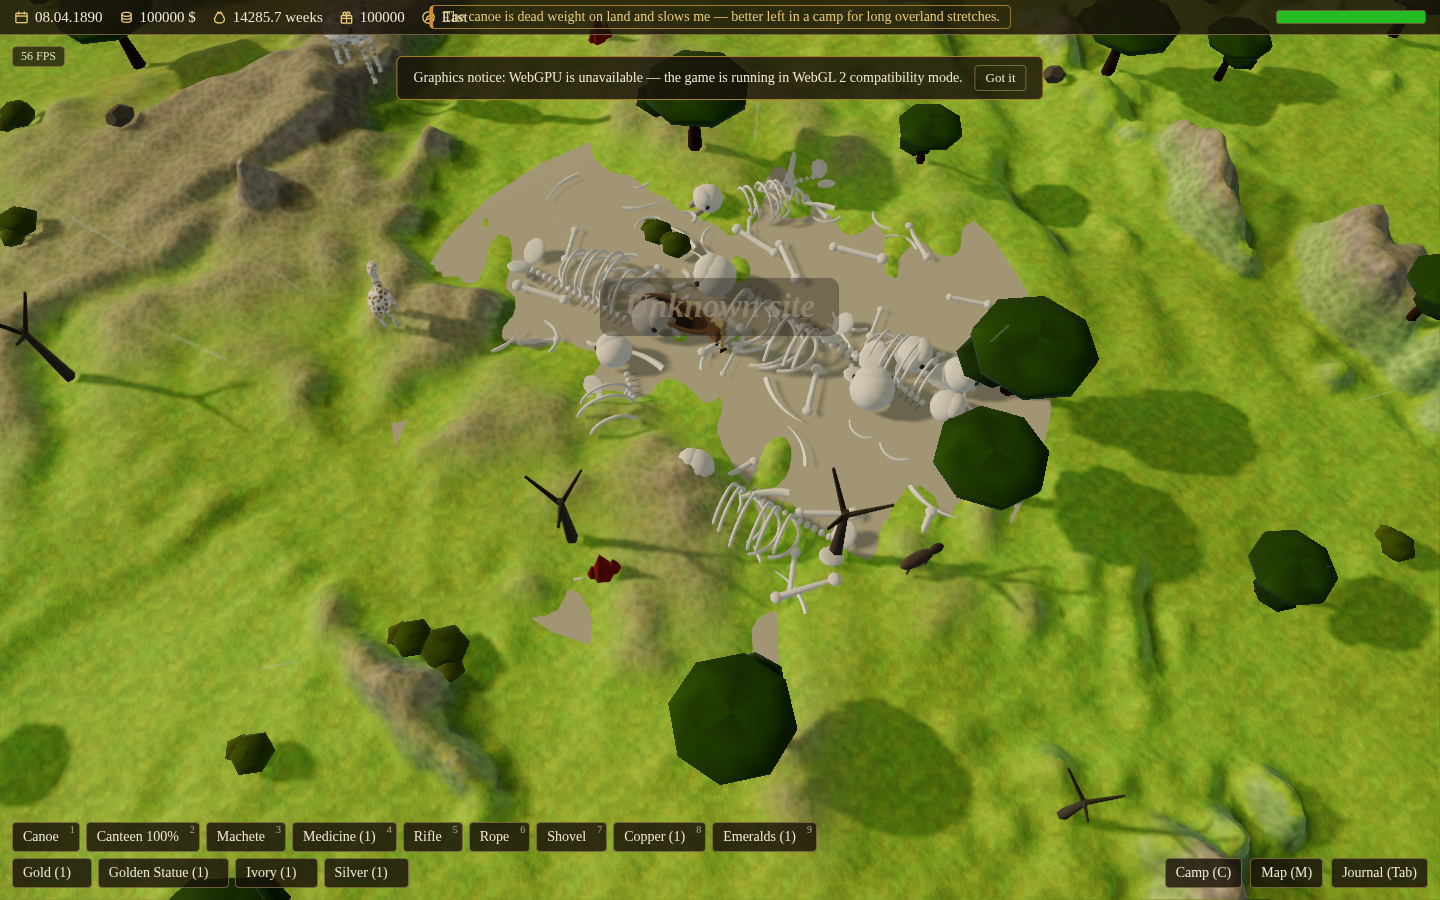 08.04.1890 100000 $ 14285.7 weeks 100000 East
The canoe is dead weight on land and slows me — better left in a camp for long overland stretches.
56 FPS
Graphics notice: WebGPU is unavailable — the game is running in WebGL 2 compatibility mode. Got it
Unknown site
Canoe 1 Canteen 100% 2 Machete 3 Medicine (1) 4 Rifle 5 Rope 6 Shovel 7 Copper (1) 8 Emeralds (1) 9
Gold (1) Golden Statue (1) Ivory (1) Silver (1) Camp (C) Map (M) Journal (Tab)